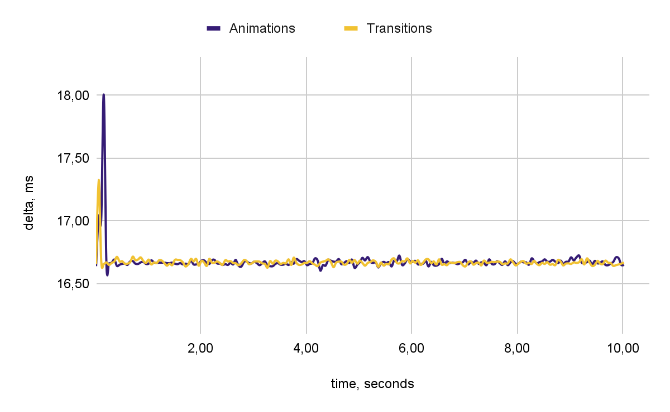 Animations Transitions
18,00
17,50
17,00
16,50
delta, ms
2,00 4,00 6,00 8,00 10,00
time, seconds